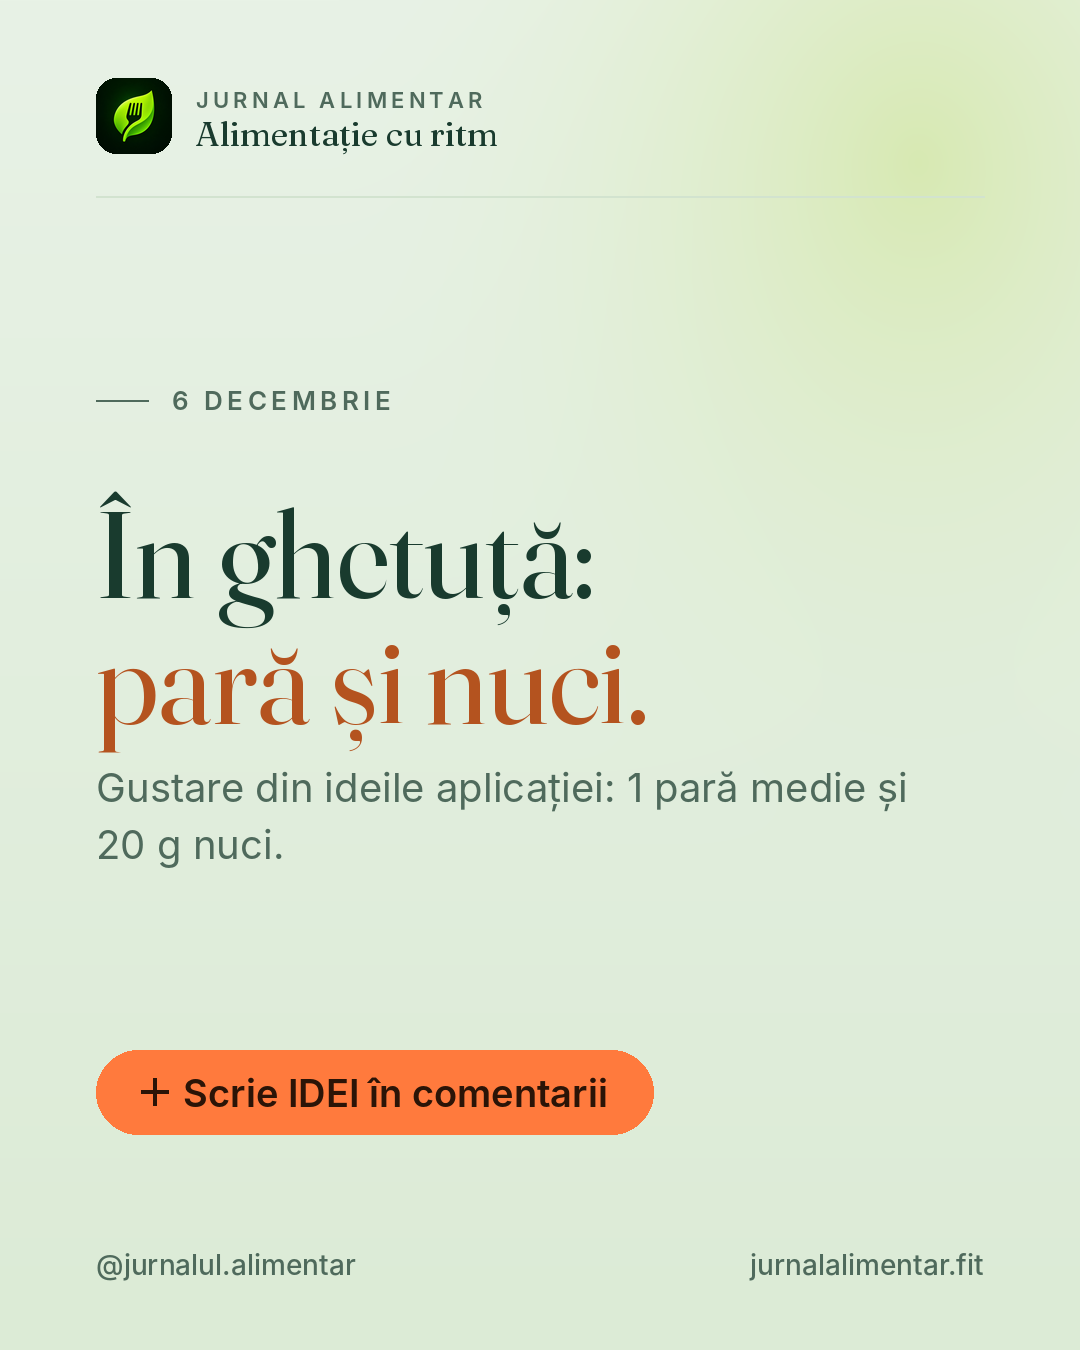 JURNAL ALIMENTAR
Alimentație cu ritm
6 DECEMBRIE
În ghetuță:
pară și nuci.
Gustare din ideile aplicației: 1 pară medie și
20 g nuci.
+ Scrie IDEI în comentarii
@jurnalul.alimentar
jurnalalimentar.fit